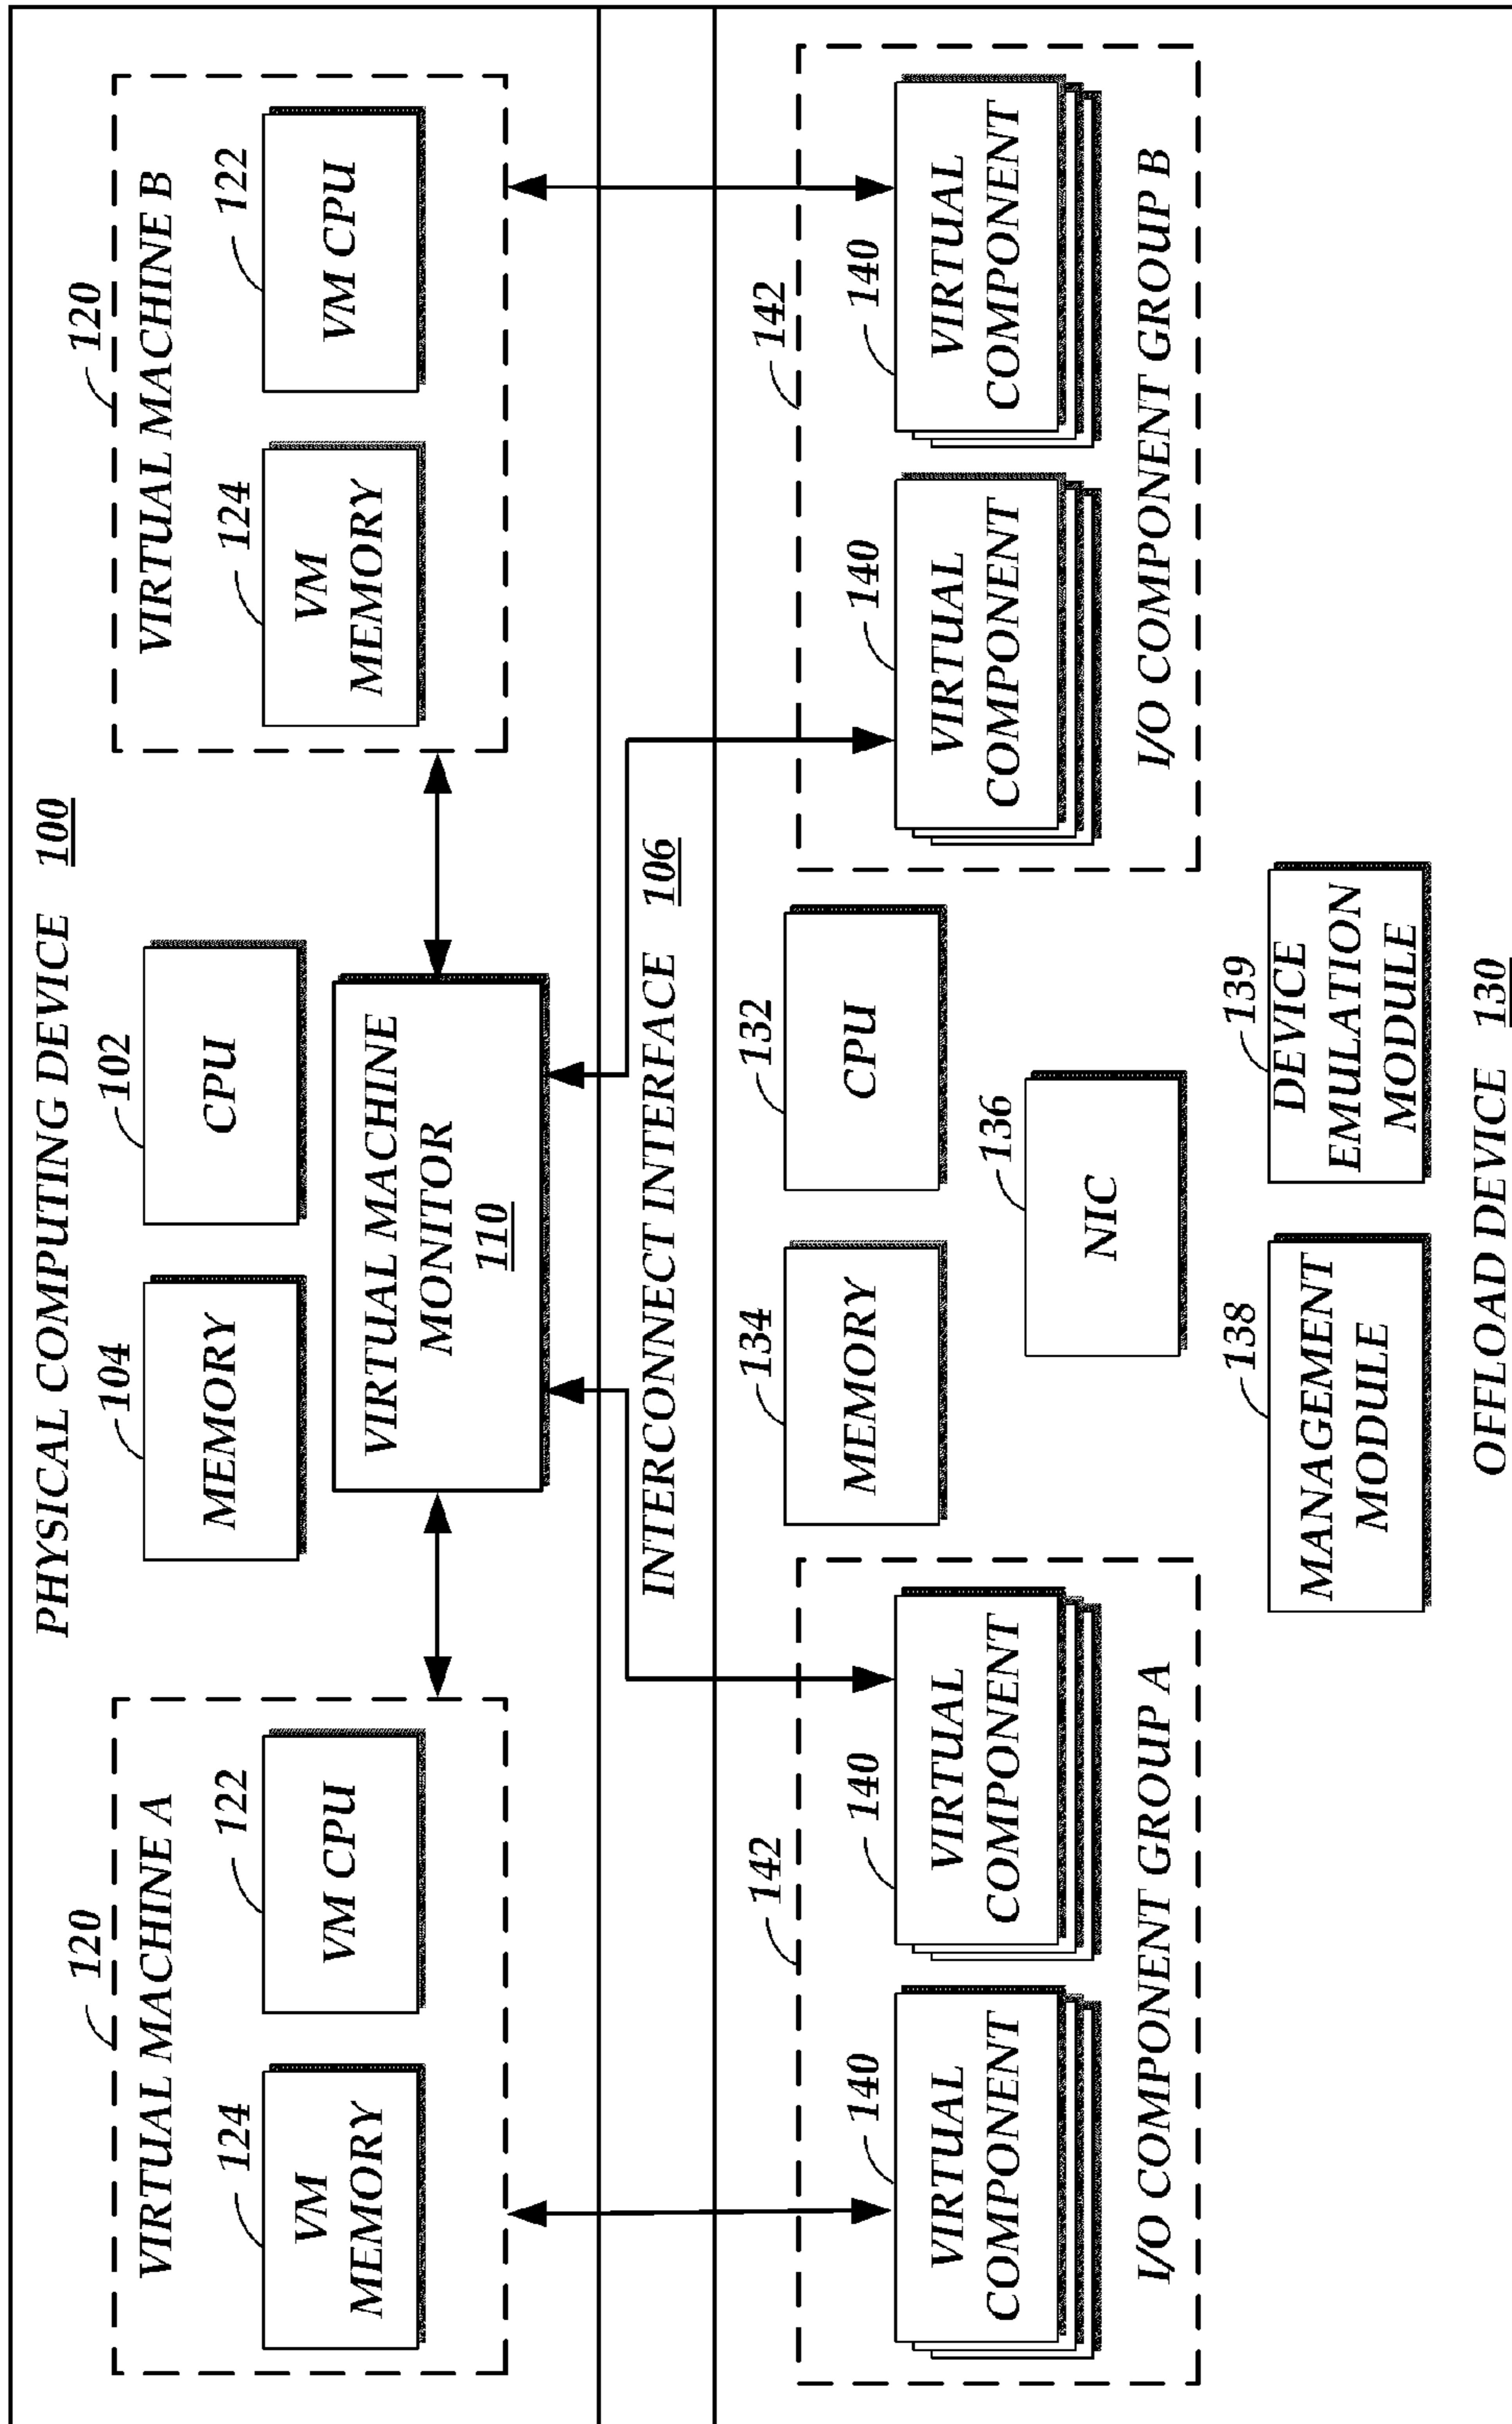 PHYSICAL COMPUTING DEVICE 100
120
VIRTUAL MACHINE A
124
VM
MEMORY
122
VM CPU
104
MEMORY
102
CPU
VIRTUAL MACHINE
MONITOR
110
120
VIRTUAL MACHINE B
124
VM
MEMORY
122
VM CPU
INTERCONNECT INTERFACE 106
142
140
VIRTUAL
COMPONENT
140
VIRTUAL
COMPONENT
I/O COMPONENT GROUP A
134
MEMORY
132
CPU
136
NIC
142
140
VIRTUAL
COMPONENT
140
VIRTUAL
COMPONENT
I/O COMPONENT GROUP B
138
MANAGEMENT
MODULE
139
DEVICE
EMULATION
MODULE
OFFLOAD DEVICE 130